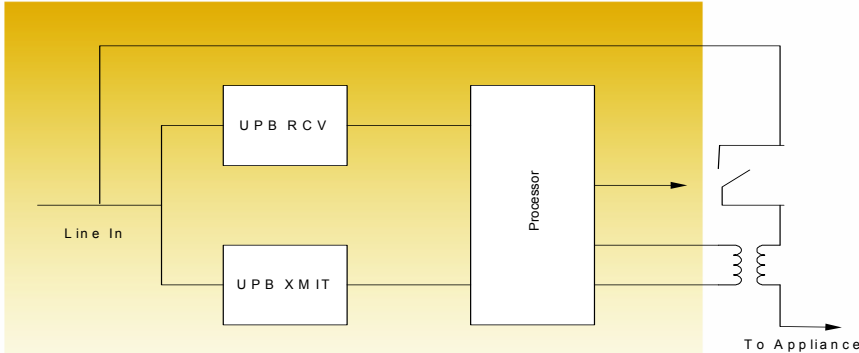 UPB RCV
Processor
Line In
UPB XMIT
To Appliance